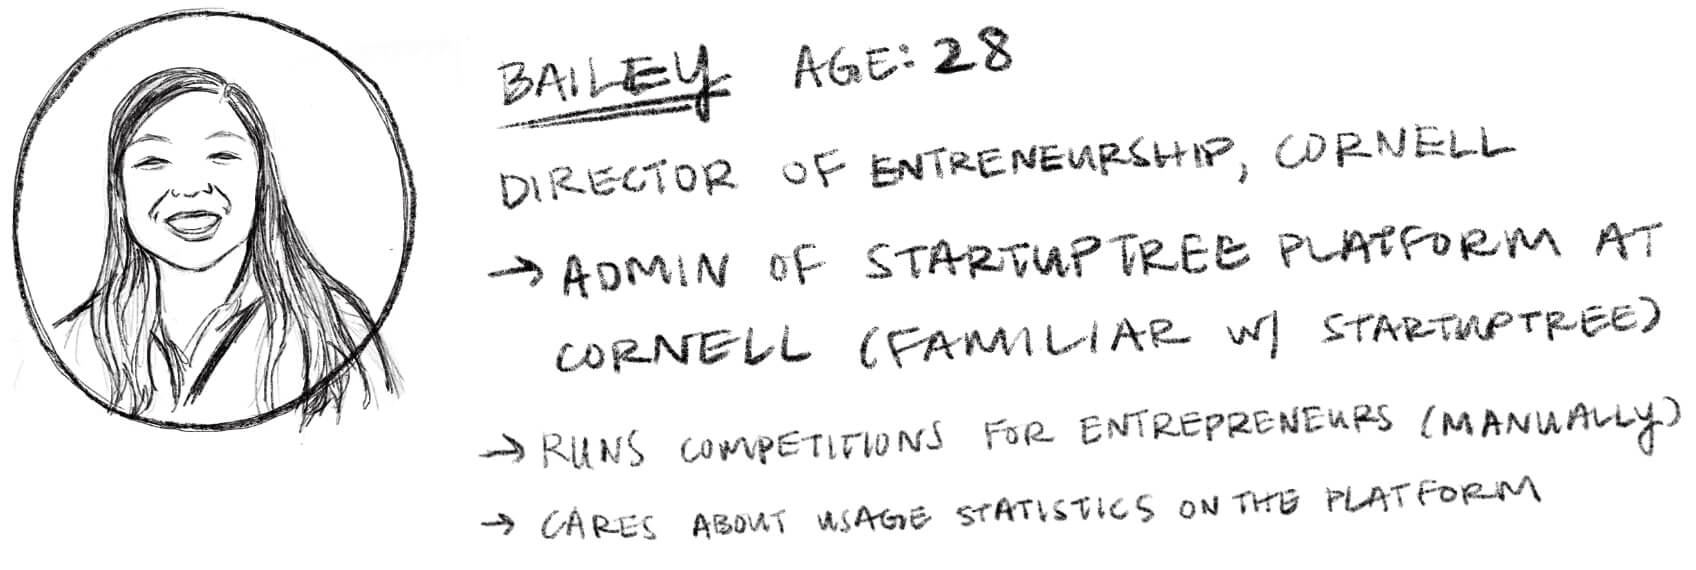 BAILEY AGE: 28
DIRECTOR OF ENTRENEURSHIP, CORNELL
→ ADMIN OF STARTUPTREE PLATFORM AT
CORNELL (FAMILIAR W/ STARTUPTREE)
→ RUNS COMPETITIONS FOR ENTREPRENEURS (MANUALLY)
→ CARES ABOUT USAGE STATISTICS ON THE PLATFORM